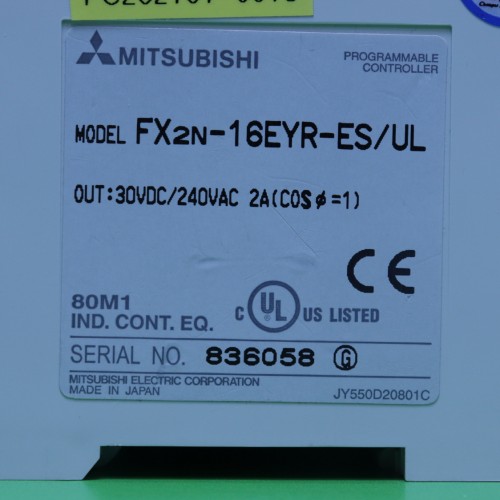 MITSUBISHI
PROGRAMMABLE
CONTROLLER
MODEL FX2N-16EYR-ES/UL
OUT:30VDC/240VAC 2A(COSφ=1)
CE
80M1
IND. CONT. EQ.
C UL US LISTED
SERIAL NO. 836058 G
MITSUBISHI ELECTRIC CORPORATION
MADE IN JAPAN
JY550D20801C